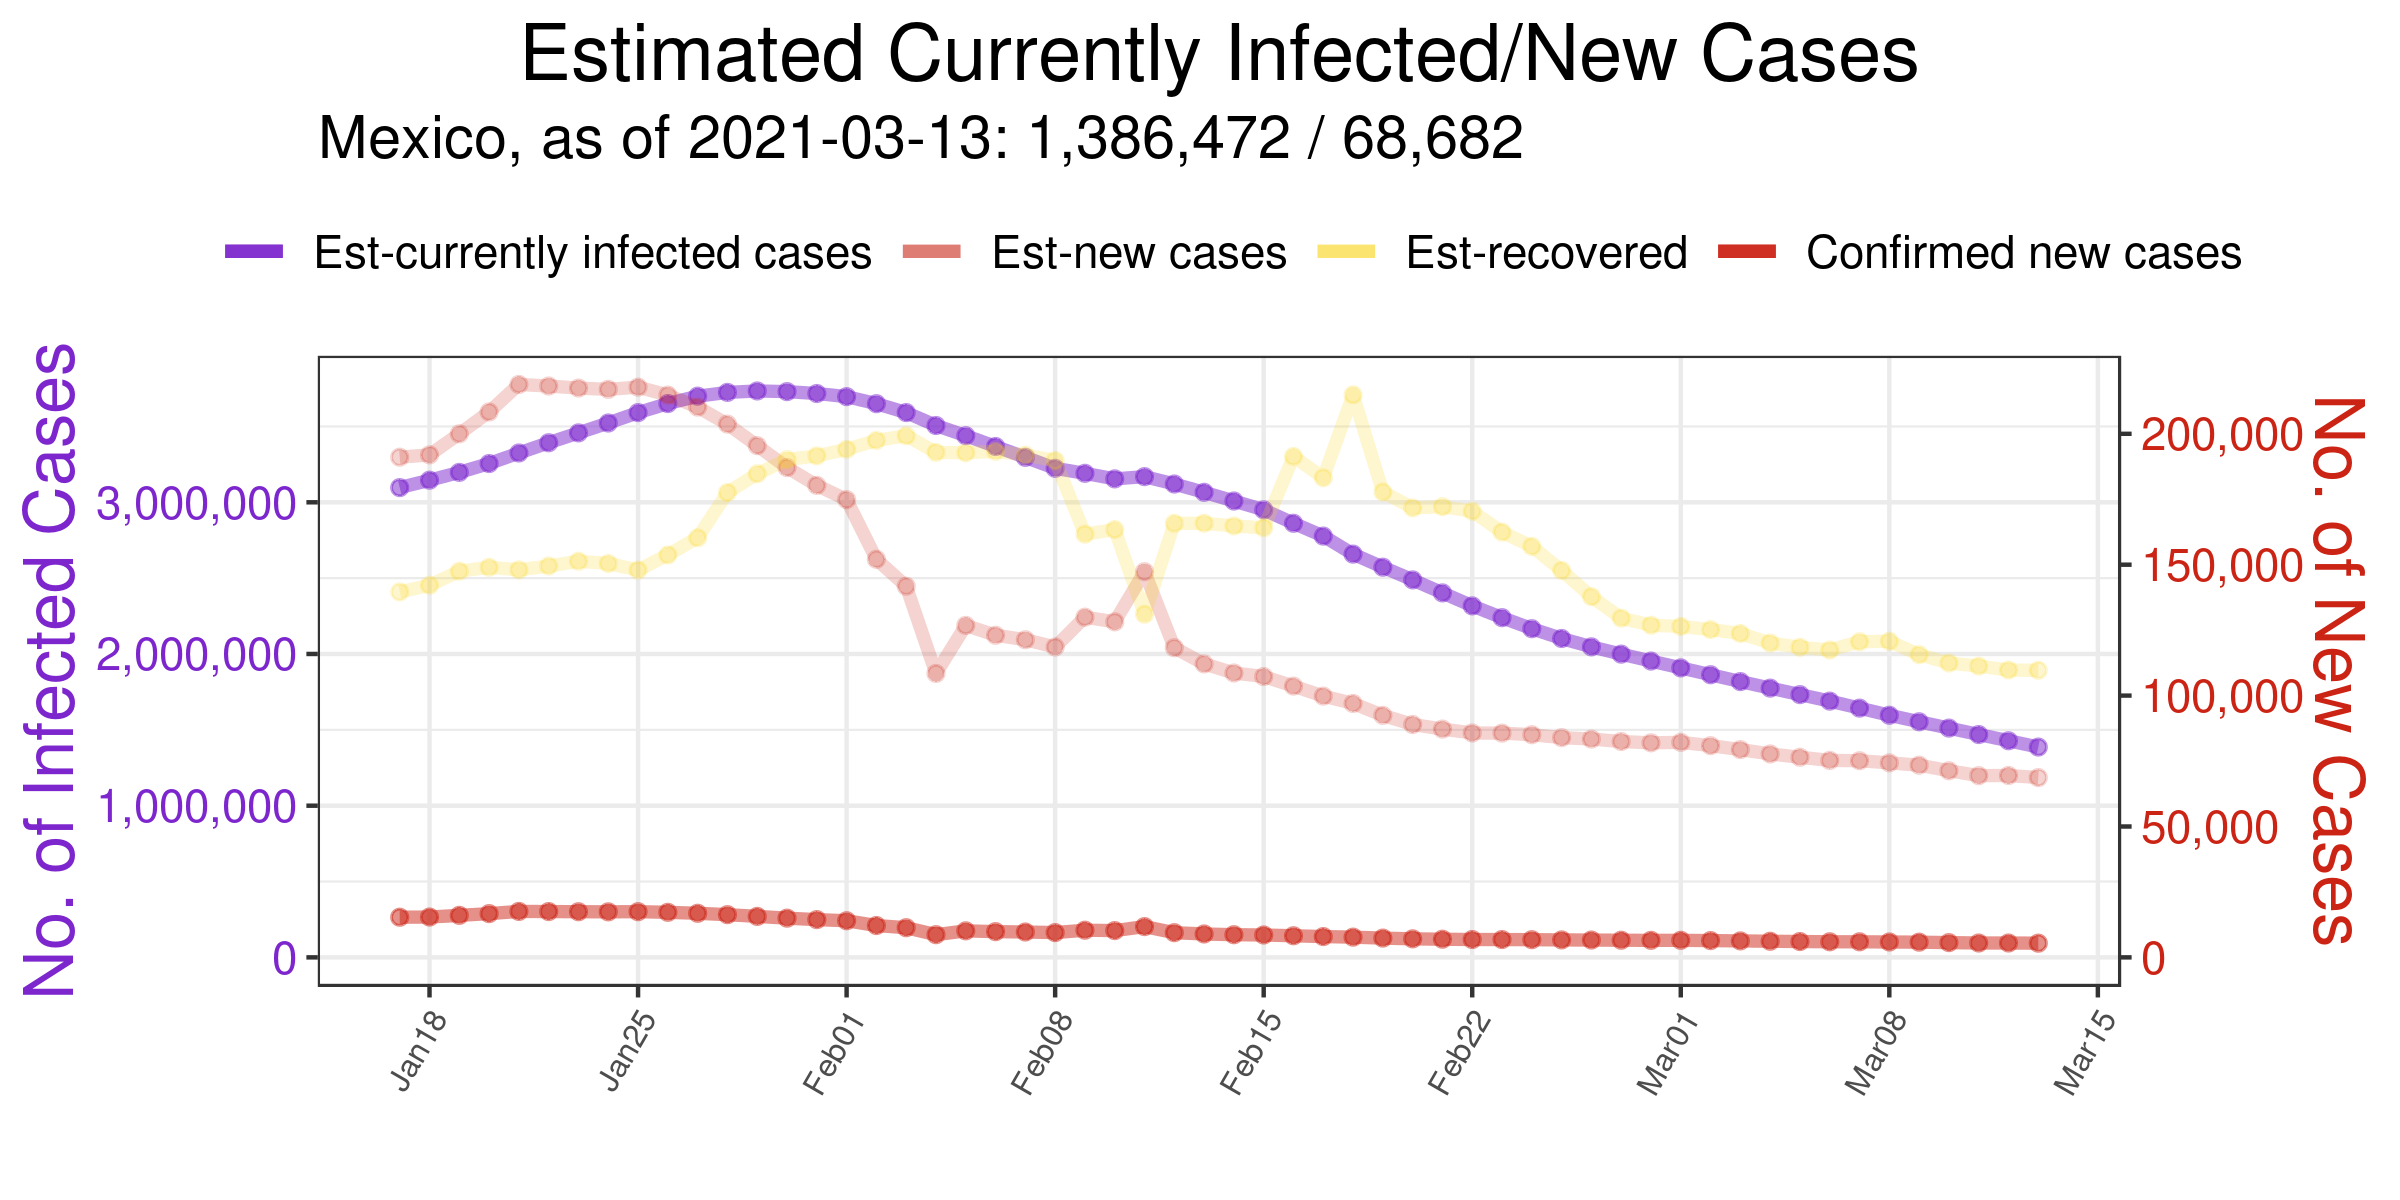 Estimated Currently Infected/New Cases
Mexico, as of 2021-03-13: 1,386,472 / 68,682
Est-currently infected cases Est-new cases Est-recovered Confirmed new cases
No. of Infected Cases
3,000,000
2,000,000
1,000,000
0
200,000
150,000
100,000
50,000
0
No. of New Cases
Jan18 Jan25 Feb01 Feb08 Feb15 Feb22 Mar01 Mar08 Mar15